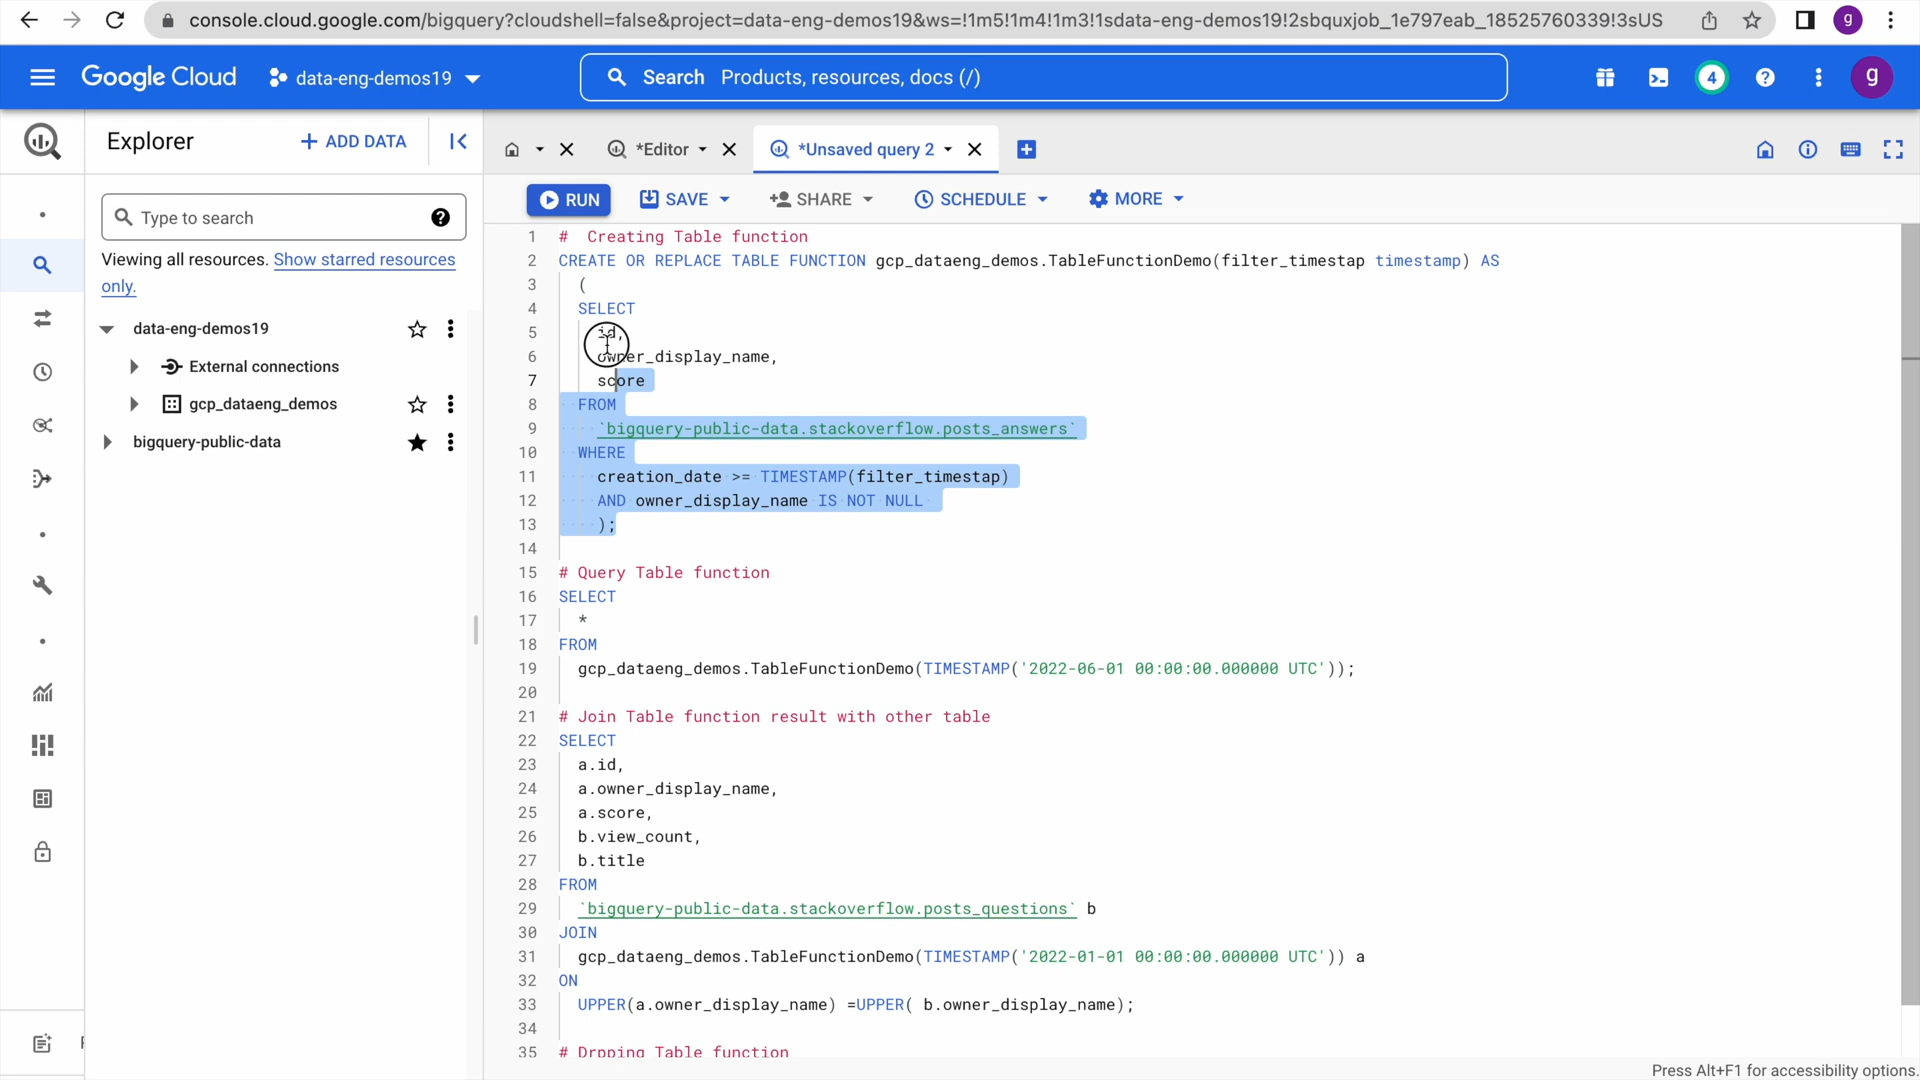 console.cloud.google.com/bigquery?cloudshell=false&project=data-eng-demos19&ws=!1m5!1m4!1m3!1sdata-eng-demos19!2sbquxjob_1e797eab_18525760339!3sUS
g
Google Cloud
data-eng-demos19
Search Products, resources, docs (/)
4
g
Explorer
ADD DATA
*Editor
*Unsaved query 2
RUN
SAVE
SHARE
SCHEDULE
MORE
Type to search
Viewing all resources. Show starred resources
only.
data-eng-demos19
External connections
gcp_dataeng_demos
bigquery-public-data
1 # Creating Table function
2 CREATE OR REPLACE TABLE FUNCTION gcp_dataeng_demos.TableFunctionDemo(filter_timestap timestamp) AS
3 (
4 SELECT
5 id,
6 owner_display_name,
7 score
8 FROM
9 `bigquery-public-data.stackoverflow.posts_answers`
10 WHERE
11 creation_date >= TIMESTAMP(filter_timestap)
12 AND owner_display_name IS NOT NULL
13 );
14
15 # Query Table function
16 SELECT
17 *
18 FROM
19 gcp_dataeng_demos.TableFunctionDemo(TIMESTAMP('2022-06-01 00:00:00.000000 UTC'));
20
21 # Join Table function result with other table
22 SELECT
23 a.id,
24 a.owner_display_name,
25 a.score,
26 b.view_count,
27 b.title
28 FROM
29 `bigquery-public-data.stackoverflow.posts_questions` b
30 JOIN
31 gcp_dataeng_demos.TableFunctionDemo(TIMESTAMP('2022-01-01 00:00:00.000000 UTC')) a
32 ON
33 UPPER(a.owner_display_name) =UPPER( b.owner_display_name);
34
35 # Drpping Table function
Press Alt+F1 for accessibility options.